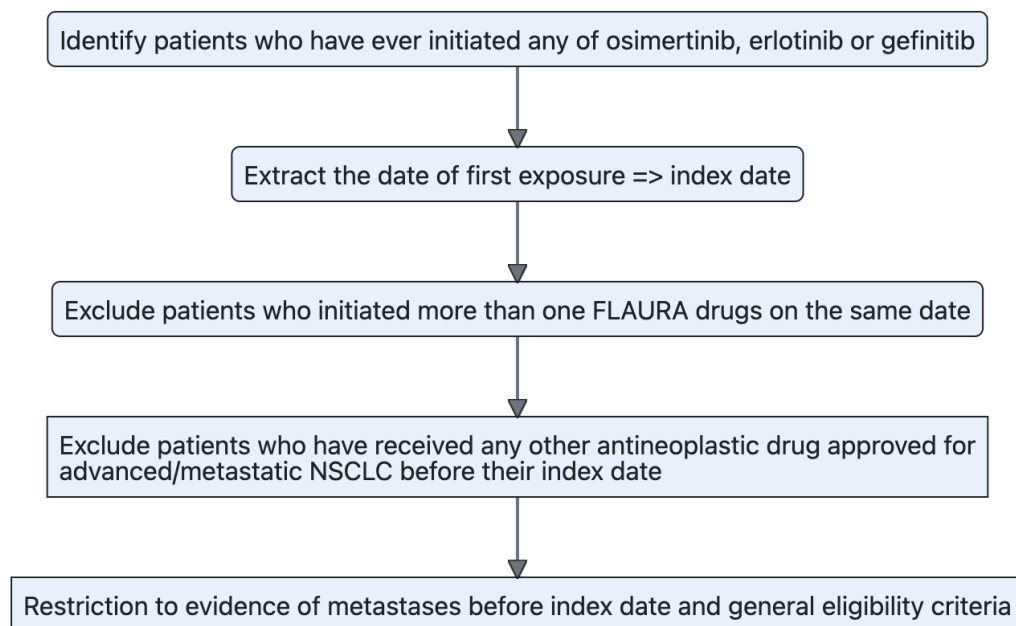 Identify patients who have ever initiated any of osimertinib, erlotinib or gefinitib
Extract the date of first exposure => index date
Exclude patients who initiated more than one FLAURA drugs on the same date
Exclude patients who have received any other antineoplastic drug approved for
advanced/metastatic NSCLC before their index date
Restriction to evidence of metastases before index date and general eligibility criteria